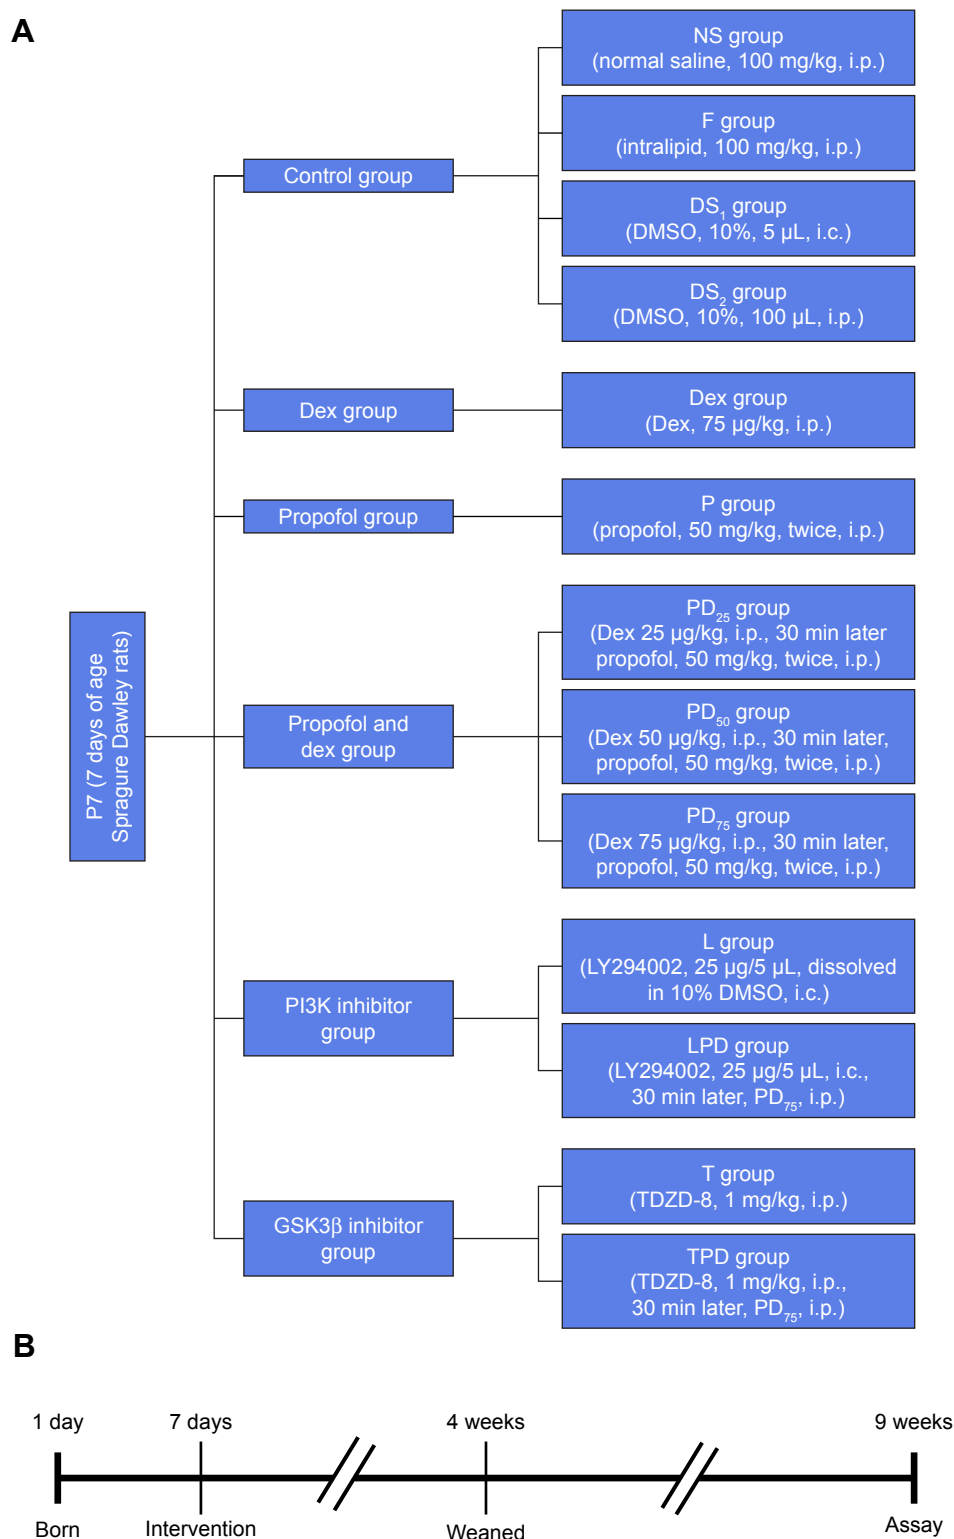 A
NS group
(normal saline, 100 mg/kg, i.p.)
F group
(intralipid, 100 mg/kg, i.p.)
Control group
DS₁ group
(DMSO, 10%, 5 µL, i.c.)
DS₂ group
(DMSO, 10%, 100 µL, i.p.)
Dex group
Dex group
(Dex, 75 µg/kg, i.p.)
Propofol group
P group
(propofol, 50 mg/kg, twice, i.p.)
P7 (7 days of age
Spragure Dawley rats)
Propofol and
dex group
PD₂₅ group
(Dex 25 µg/kg, i.p., 30 min later
propofol, 50 mg/kg, twice, i.p.)
PD₅₀ group
(Dex 50 µg/kg, i.p., 30 min later,
propofol, 50 mg/kg, twice, i.p.)
PD₇₅ group
(Dex 75 µg/kg, i.p., 30 min later,
propofol, 50 mg/kg, twice, i.p.)
PI3K inhibitor
group
L group
(LY294002, 25 µg/5 µL, dissolved
in 10% DMSO, i.c.)
LPD group
(LY294002, 25 µg/5 µL, i.c.,
30 min later, PD₇₅, i.p.)
GSK3β inhibitor
group
T group
(TDZD-8, 1 mg/kg, i.p.)
TPD group
(TDZD-8, 1 mg/kg, i.p.,
30 min later, PD₇₅, i.p.)
B
1 day
7 days
4 weeks
9 weeks
Born
Intervention
Weaned
Assay